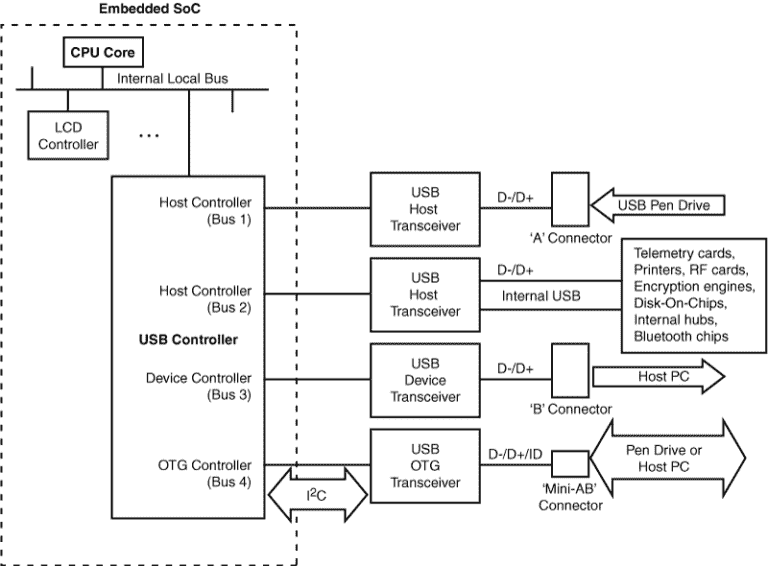 Embedded SoC
CPU Core
Internal Local Bus
LCD
Controller
...
Host Controller
(Bus 1)
USB
Host
Transceiver
D-/D+
'A' Connector
USB Pen Drive
Host Controller
(Bus 2)
USB
Host
Transceiver
D-/D+
Internal USB
Telemetry cards,
Printers, RF cards,
Encryption engines,
Disk-On-Chips,
Internal hubs,
Bluetooth chips
USB Controller
Device Controller
(Bus 3)
USB
Device
Transceiver
D-/D+
'B' Connector
Host PC
OTG Controller
(Bus 4)
I²C
USB
OTG
Transceiver
D-/D+/ID
'Mini-AB'
Connector
Pen Drive or
Host PC